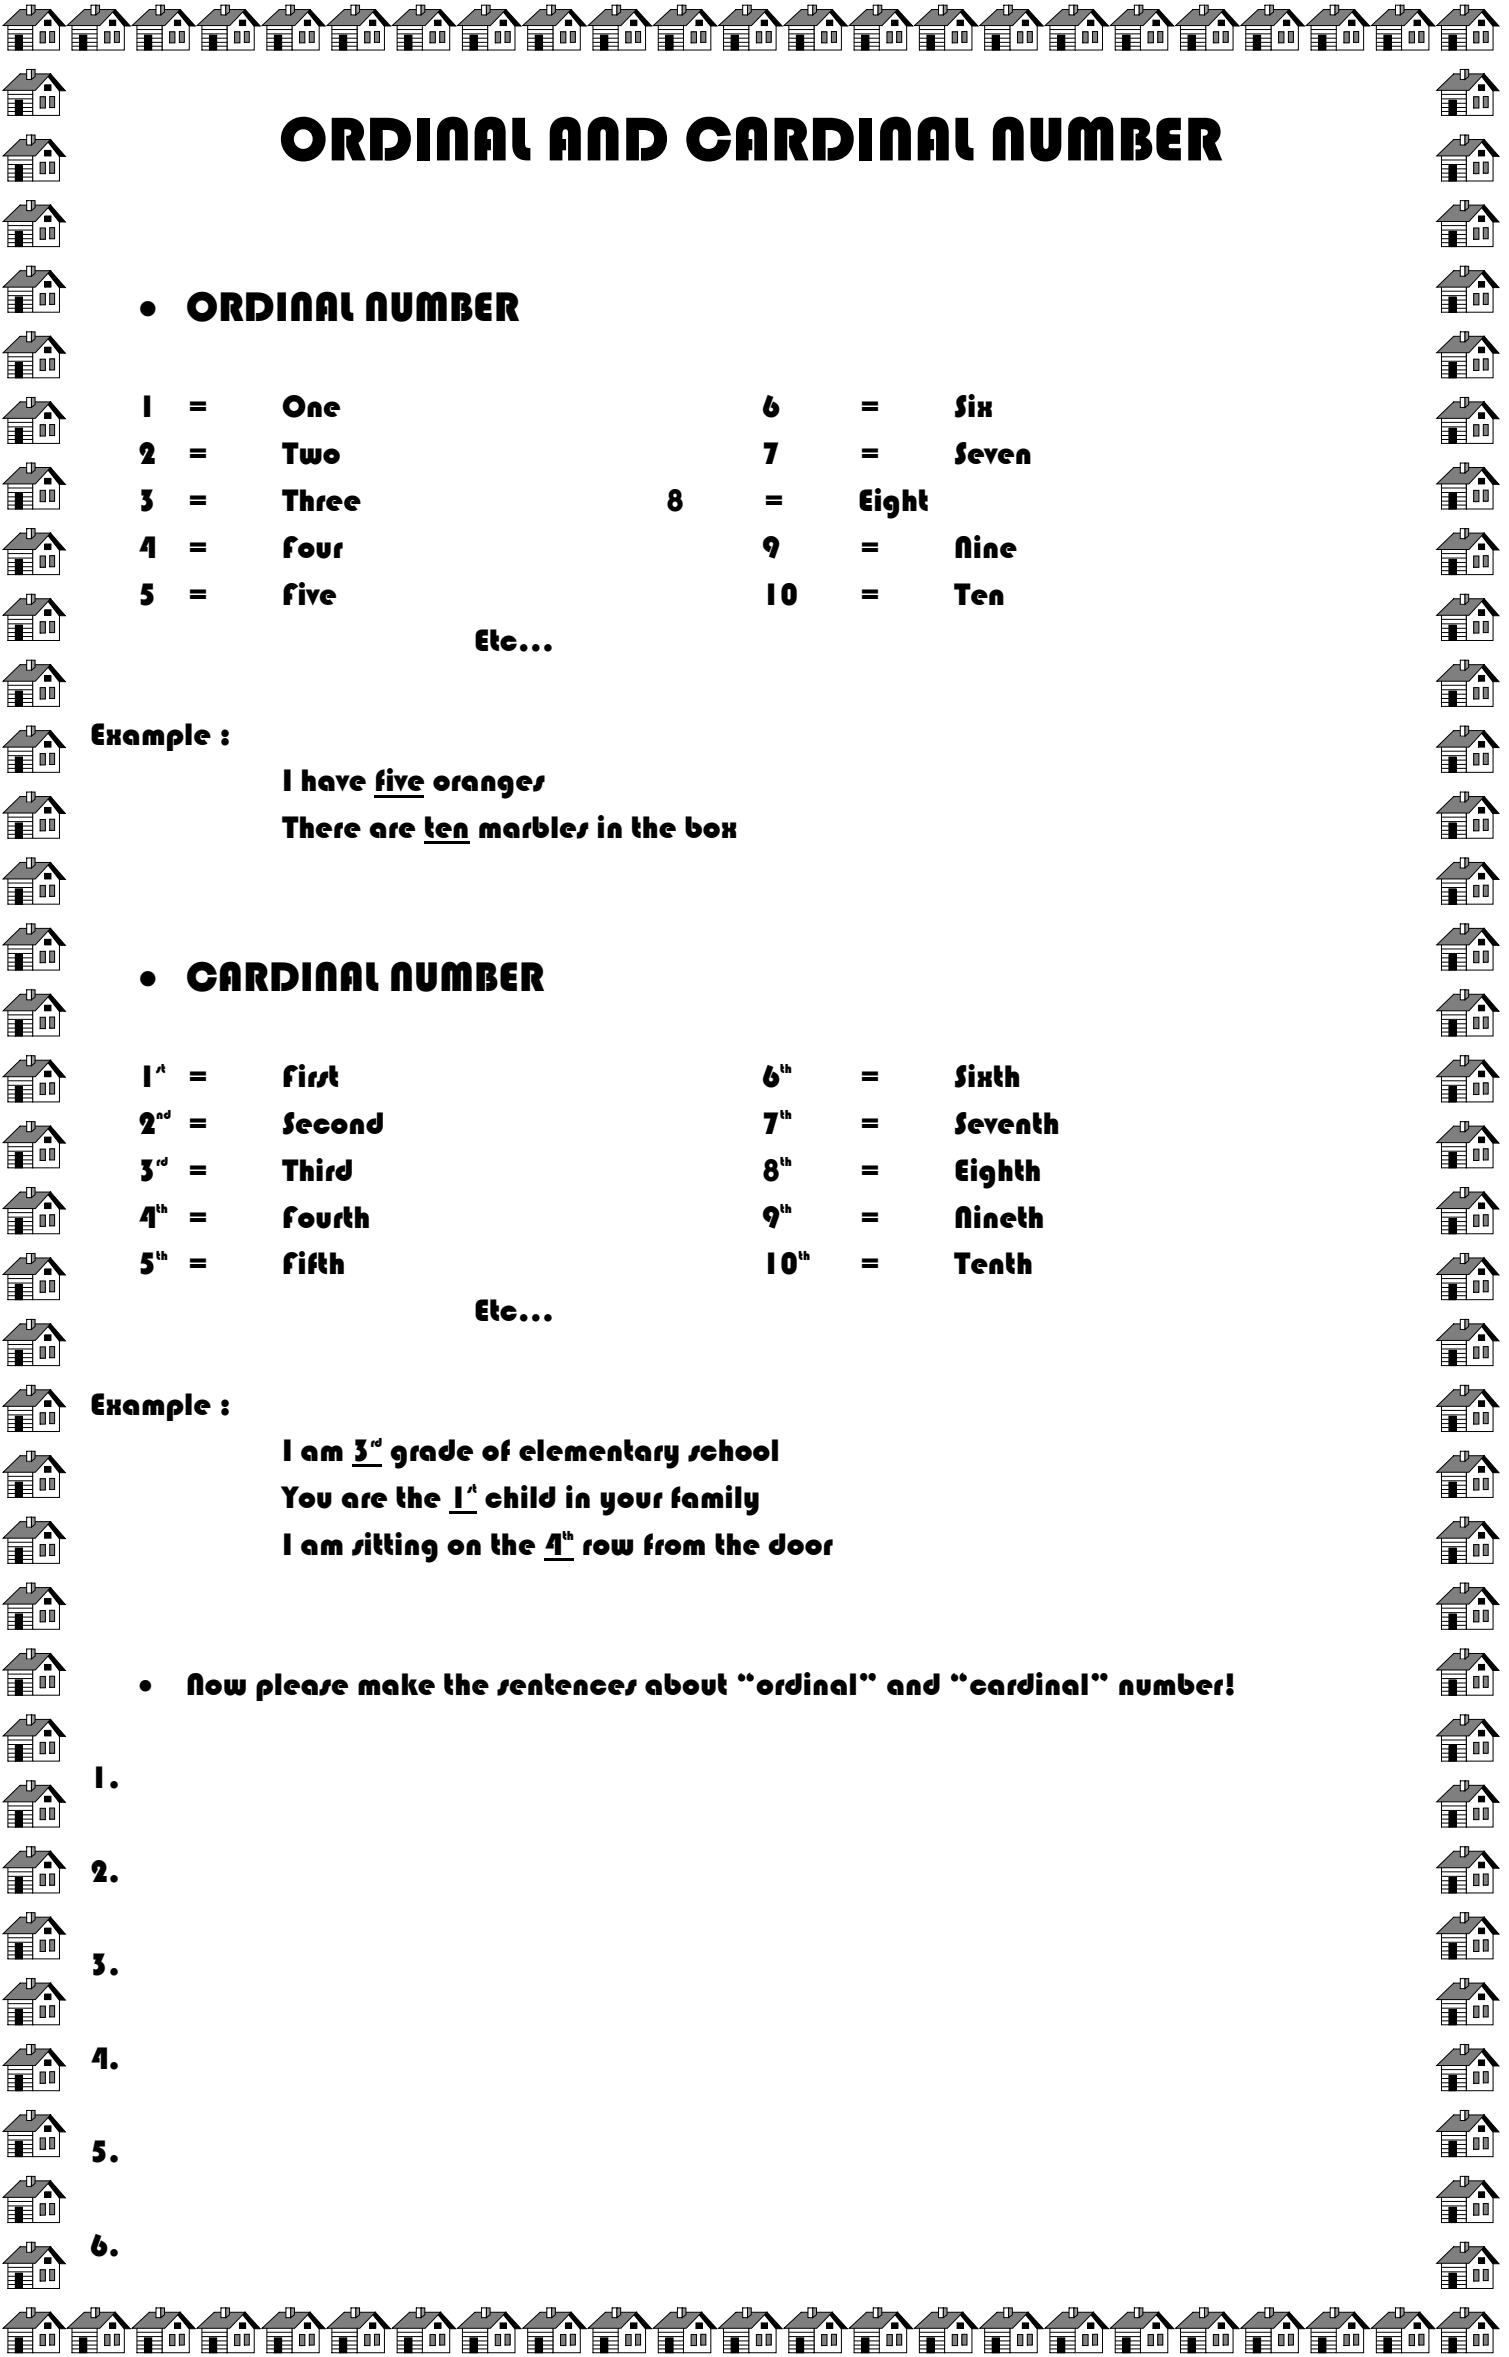 ORDINAL AND CARDINAL NUMBER
• ORDINAL NUMBER
1 = One 6 = Six
2 = Two 7 = Seven
3 = Three 8 = Eight
4 = Four 9 = Nine
5 = Five 10 = Ten
Etc...
Example :
I have five oranges
There are ten marbles in the box
• CARDINAL NUMBER
1st = First 6th = Sixth
2nd = Second 7th = Seventh
3rd = Third 8th = Eighth
4th = Fourth 9th = Nineth
5th = Fifth 10th = Tenth
Etc...
Example :
I am 3rd grade of elementary school
You are the 1st child in your family
I am sitting on the 4th row from the door
• Now please make the sentences about “ordinal” and “cardinal” number!
1.
2.
3.
4.
5.
6.